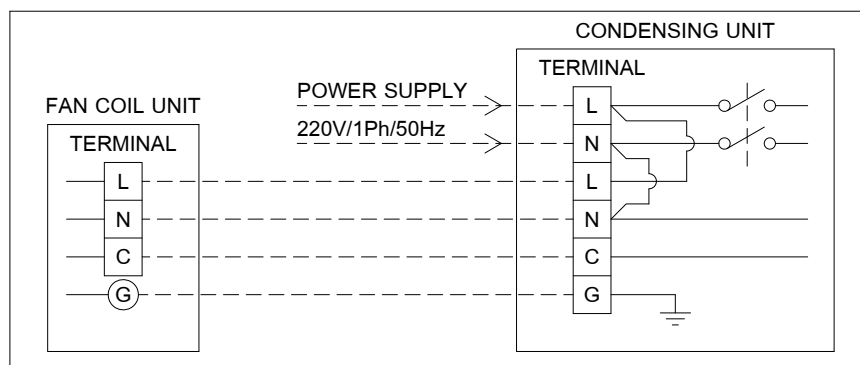 CONDENSING UNIT
TERMINAL
POWER SUPPLY
220V/1Ph/50Hz
L
N
L
N
C
G
FAN COIL UNIT
TERMINAL
L
N
C
G